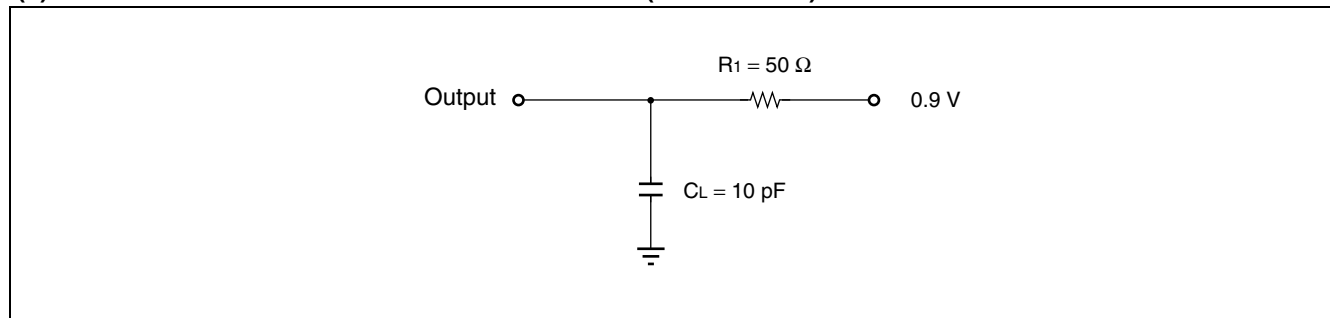 R1 = 50 Ω
Output
0.9 V
CL = 10 pF